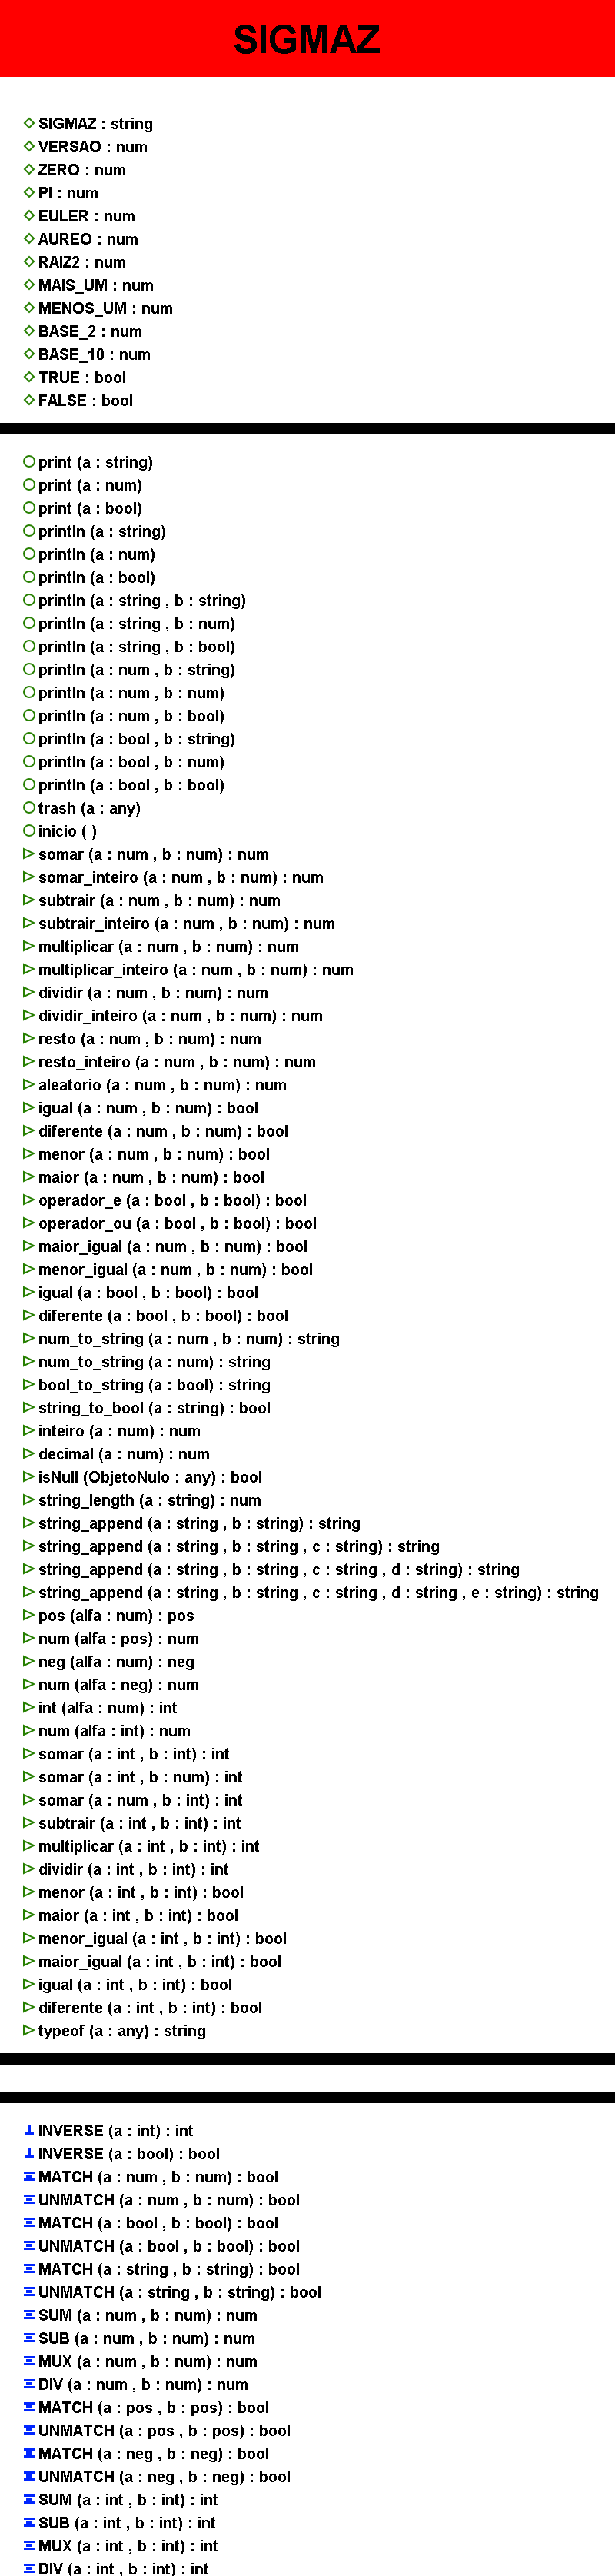 SIGMAZ
SIGMAZ : string
VERSAO : num
ZERO : num
PI : num
EULER : num
AUREO : num
RAIZ2 : num
MAIS_UM : num
MENOS_UM : num
BASE_2 : num
BASE_10 : num
TRUE : bool
FALSE : bool
print (a : string)
print (a : num)
print (a : bool)
println (a : string)
println (a : num)
println (a : bool)
println (a : string , b : string)
println (a : string , b : num)
println (a : string , b : bool)
println (a : num , b : string)
println (a : num , b : num)
println (a : num , b : bool)
println (a : bool , b : string)
println (a : bool , b : num)
println (a : bool , b : bool)
trash (a : any)
inicio ( )
somar (a : num , b : num) : num
somar_inteiro (a : num , b : num) : num
subtrair (a : num , b : num) : num
subtrair_inteiro (a : num , b : num) : num
multiplicar (a : num , b : num) : num
multiplicar_inteiro (a : num , b : num) : num
dividir (a : num , b : num) : num
dividir_inteiro (a : num , b : num) : num
resto (a : num , b : num) : num
resto_inteiro (a : num , b : num) : num
aleatorio (a : num , b : num) : num
igual (a : num , b : num) : bool
diferente (a : num , b : num) : bool
menor (a : num , b : num) : bool
maior (a : num , b : num) : bool
operador_e (a : bool , b : bool) : bool
operador_ou (a : bool , b : bool) : bool
maior_igual (a : num , b : num) : bool
menor_igual (a : num , b : num) : bool
igual (a : bool , b : bool) : bool
diferente (a : bool , b : bool) : bool
num_to_string (a : num , b : num) : string
num_to_string (a : num) : string
bool_to_string (a : bool) : string
string_to_bool (a : string) : bool
inteiro (a : num) : num
decimal (a : num) : num
isNull (ObjetoNulo : any) : bool
string_length (a : string) : num
string_append (a : string , b : string) : string
string_append (a : string , b : string , c : string) : string
string_append (a : string , b : string , c : string , d : string) : string
string_append (a : string , b : string , c : string , d : string , e : string) : string
pos (alfa : num) : pos
num (alfa : pos) : num
neg (alfa : num) : neg
num (alfa : neg) : num
int (alfa : num) : int
num (alfa : int) : num
somar (a : int , b : int) : int
somar (a : int , b : num) : int
somar (a : num , b : int) : int
subtrair (a : int , b : int) : int
multiplicar (a : int , b : int) : int
dividir (a : int , b : int) : int
menor (a : int , b : int) : bool
maior (a : int , b : int) : bool
menor_igual (a : int , b : int) : bool
maior_igual (a : int , b : int) : bool
igual (a : int , b : int) : bool
diferente (a : int , b : int) : bool
typeof (a : any) : string
INVERSE (a : int) : int
INVERSE (a : bool) : bool
MATCH (a : num , b : num) : bool
UNMATCH (a : num , b : num) : bool
MATCH (a : bool , b : bool) : bool
UNMATCH (a : bool , b : bool) : bool
MATCH (a : string , b : string) : bool
UNMATCH (a : string , b : string) : bool
SUM (a : num , b : num) : num
SUB (a : num , b : num) : num
MUX (a : num , b : num) : num
DIV (a : num , b : num) : num
MATCH (a : pos , b : pos) : bool
UNMATCH (a : pos , b : pos) : bool
MATCH (a : neg , b : neg) : bool
UNMATCH (a : neg , b : neg) : bool
SUM (a : int , b : int) : int
SUB (a : int , b : int) : int
MUX (a : int , b : int) : int
DIV (a : int , b : int) : int